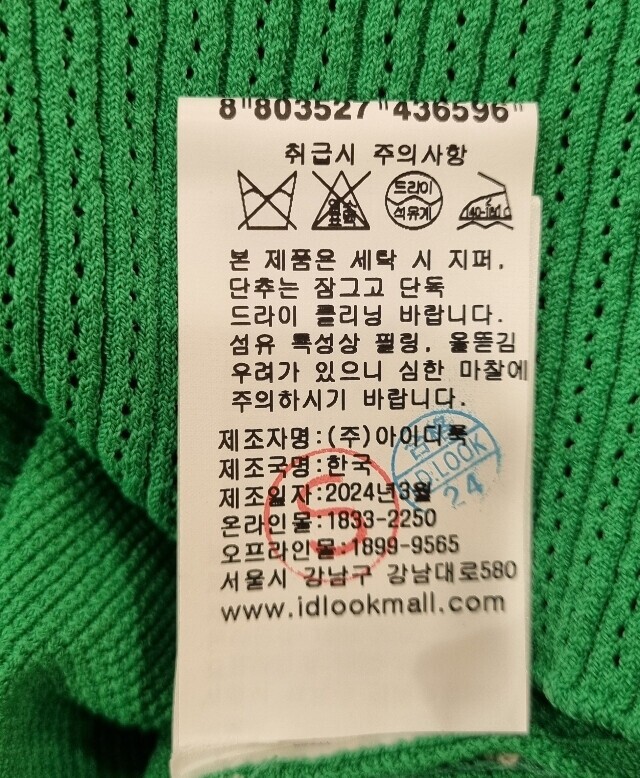 8 803527 436596
취급시 주의사항
드라이
석유계
140-160℃
본 제품은 세탁 시 지퍼,
단추는 잠그고 단독
드라이 클리닝 바랍니다.
섬유 특성상 필링, 올뜯김
우려가 있으니 심한 마찰에
주의하시기 바랍니다.
제조자명:(주)아이디룩
제조국명:한국
제조일자:2024년3월
온라인몰:1833-2250
오프라인몰:1899-9565
서울시 강남구 강남대로580
www.idlookmall.com
S
I.D.LOOK
24